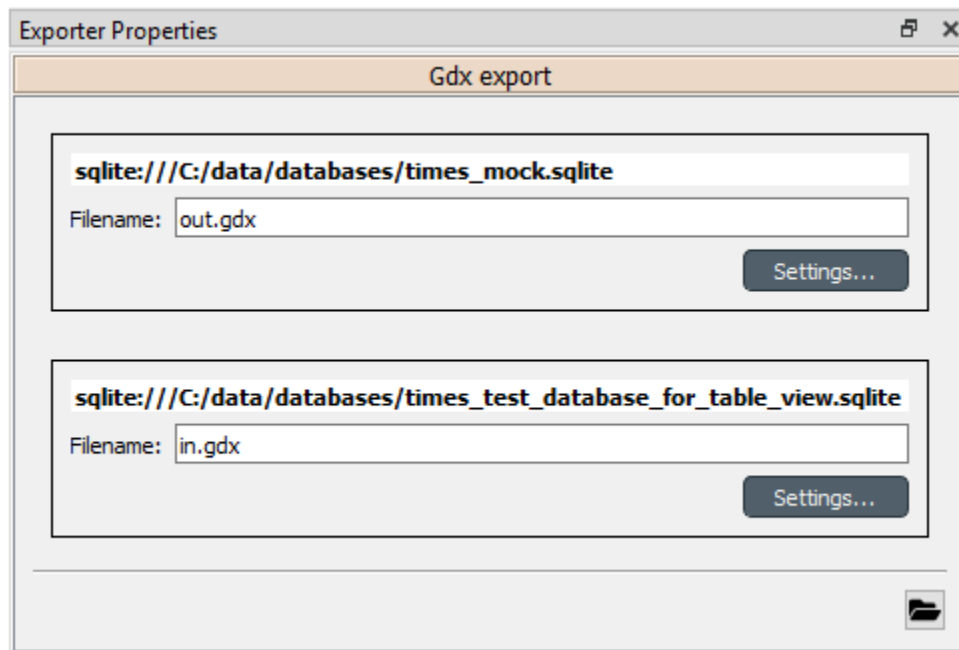 Exporter Properties
Gdx export
sqlite:///C:/data/databases/times_mock.sqlite
Filename: out.gdx
Settings...
sqlite:///C:/data/databases/times_test_database_for_table_view.sqlite
Filename: in.gdx
Settings...